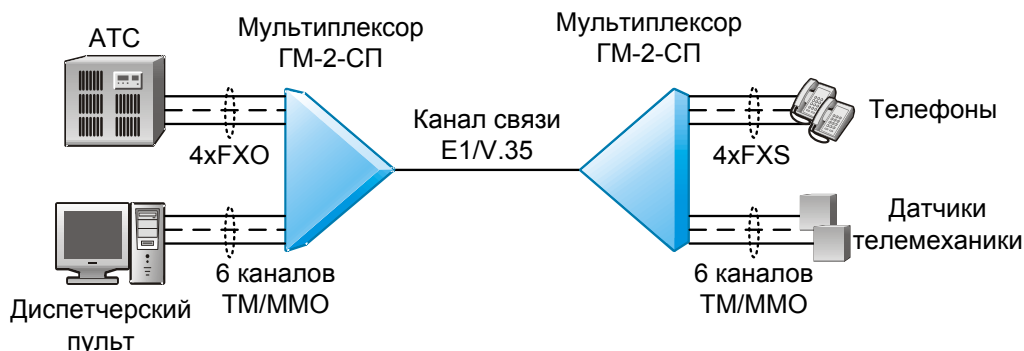 АТС
Мультиплексор
ГМ-2-СП
Мультиплексор
ГМ-2-СП
4xFXO
Канал связи
E1/V.35
4xFXS
Телефоны
Диспетчерский
пульт
6 каналов
ТМ/ММО
6 каналов
ТМ/ММО
Датчики
телемеханики